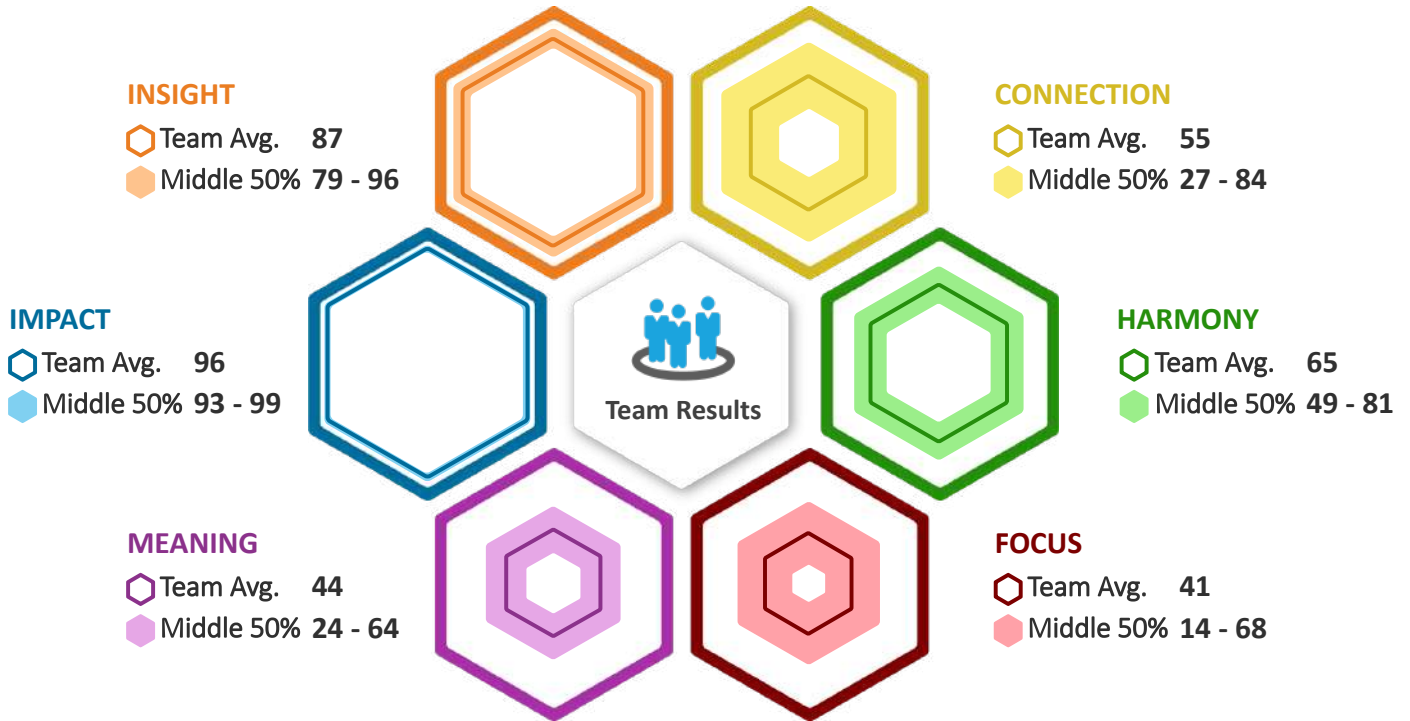 INSIGHT
Team Avg. 87
Middle 50% 79 - 96
CONNECTION
Team Avg. 55
Middle 50% 27 - 84
IMPACT
Team Avg. 96
Middle 50% 93 - 99
Team Results
HARMONY
Team Avg. 65
Middle 50% 49 - 81
MEANING
Team Avg. 44
Middle 50% 24 - 64
FOCUS
Team Avg. 41
Middle 50% 14 - 68